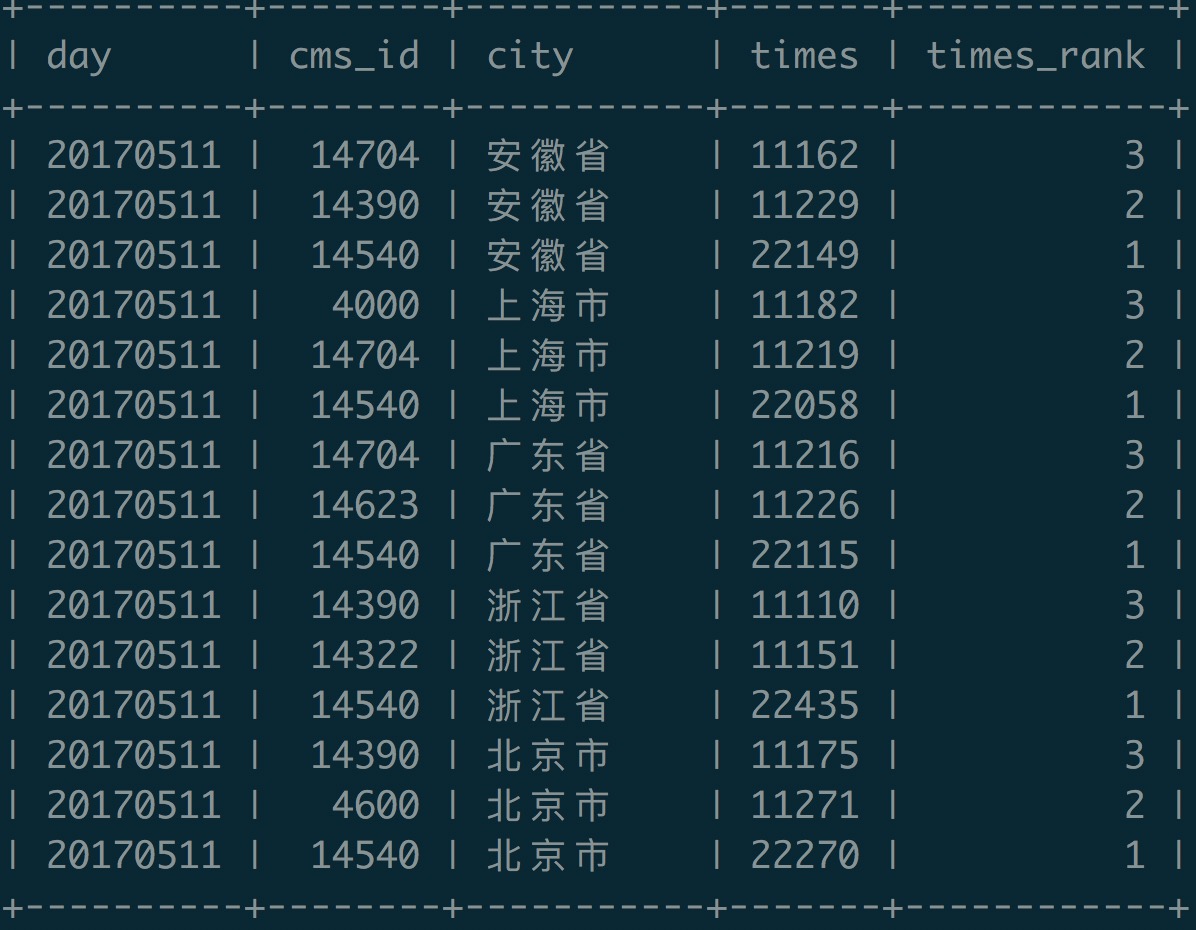 +----------+--------+-----------+-------+------------+
| day      | cms_id | city      | times | times_rank |
+----------+--------+-----------+-------+------------+
| 20170511 |  14704 | 安徽省    | 11162 |          3 |
| 20170511 |  14390 | 安徽省    | 11229 |          2 |
| 20170511 |  14540 | 安徽省    | 22149 |          1 |
| 20170511 |   4000 | 上海市    | 11182 |          3 |
| 20170511 |  14704 | 上海市    | 11219 |          2 |
| 20170511 |  14540 | 上海市    | 22058 |          1 |
| 20170511 |  14704 | 广东省    | 11216 |          3 |
| 20170511 |  14623 | 广东省    | 11226 |          2 |
| 20170511 |  14540 | 广东省    | 22115 |          1 |
| 20170511 |  14390 | 浙江省    | 11110 |          3 |
| 20170511 |  14322 | 浙江省    | 11151 |          2 |
| 20170511 |  14540 | 浙江省    | 22435 |          1 |
| 20170511 |  14390 | 北京市    | 11175 |          3 |
| 20170511 |   4600 | 北京市    | 11271 |          2 |
| 20170511 |  14540 | 北京市    | 22270 |          1 |
+----------+--------+-----------+-------+------------+